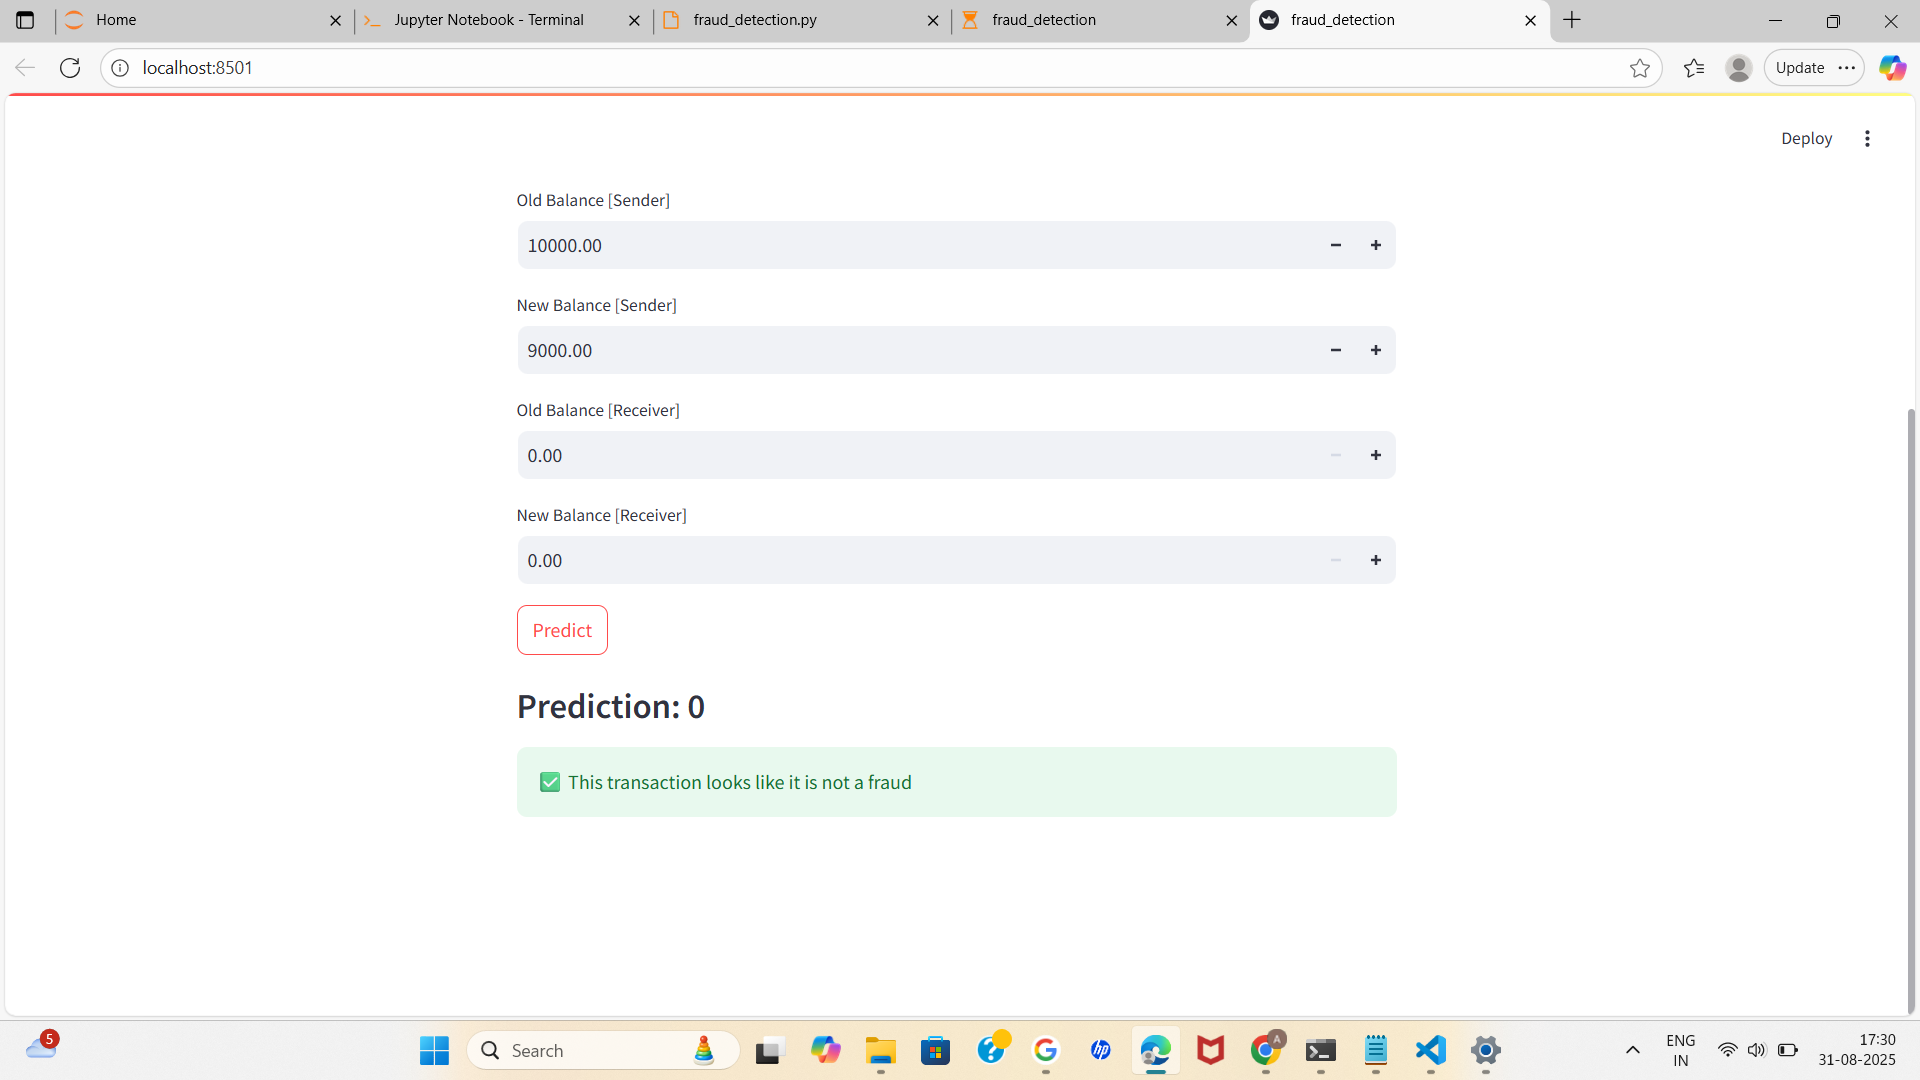 Home
Jupyter Notebook - Terminal
fraud_detection.py
fraud_detection
fraud_detection
localhost:8501
Update
Deploy
Old Balance [Sender]
10000.00
New Balance [Sender]
9000.00
Old Balance [Receiver]
0.00
New Balance [Receiver]
0.00
Predict
Prediction: 0
This transaction looks like it is not a fraud
5
Search
hp
A
ENG
IN
17:30
31-08-2025